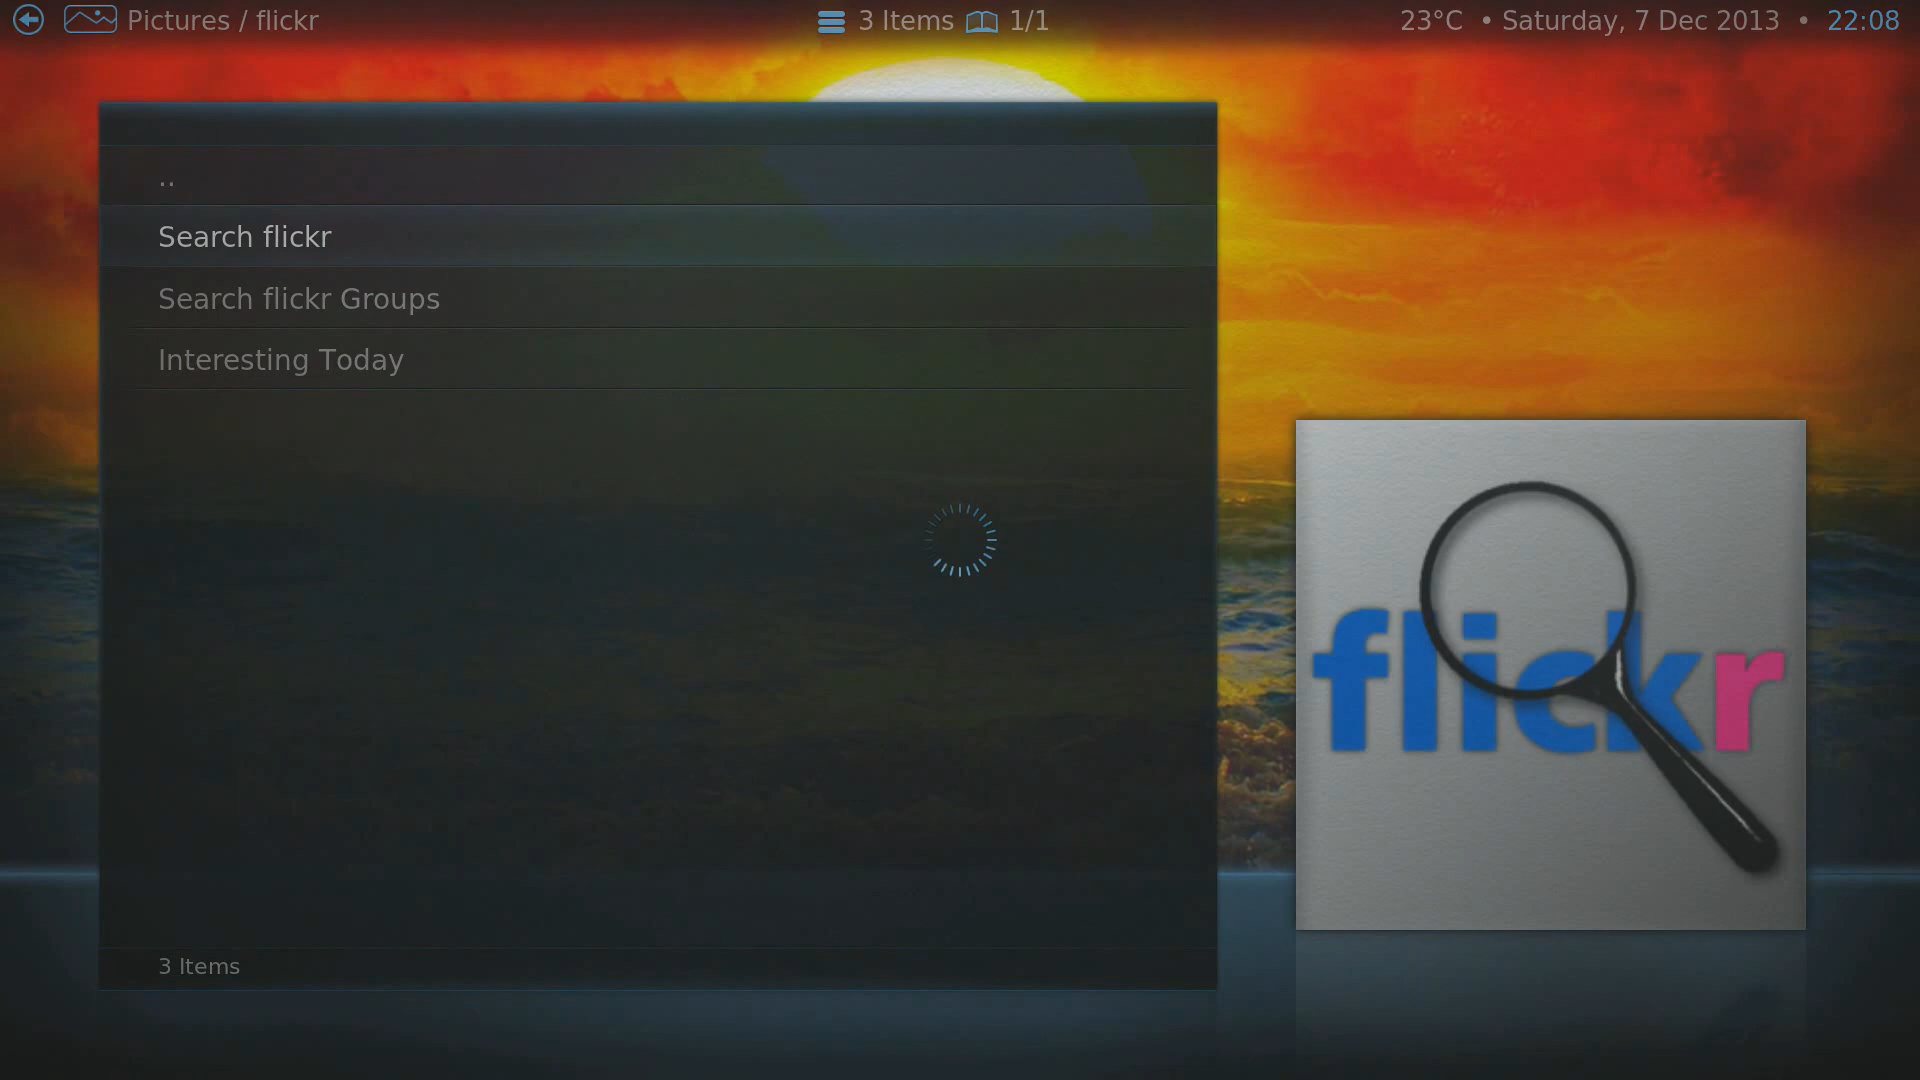 Pictures / flickr
3 Items 1/1
23°C • Saturday, 7 Dec 2013 • 22:08
..
Search flickr
Search flickr Groups
Interesting Today
flickr
3 Items